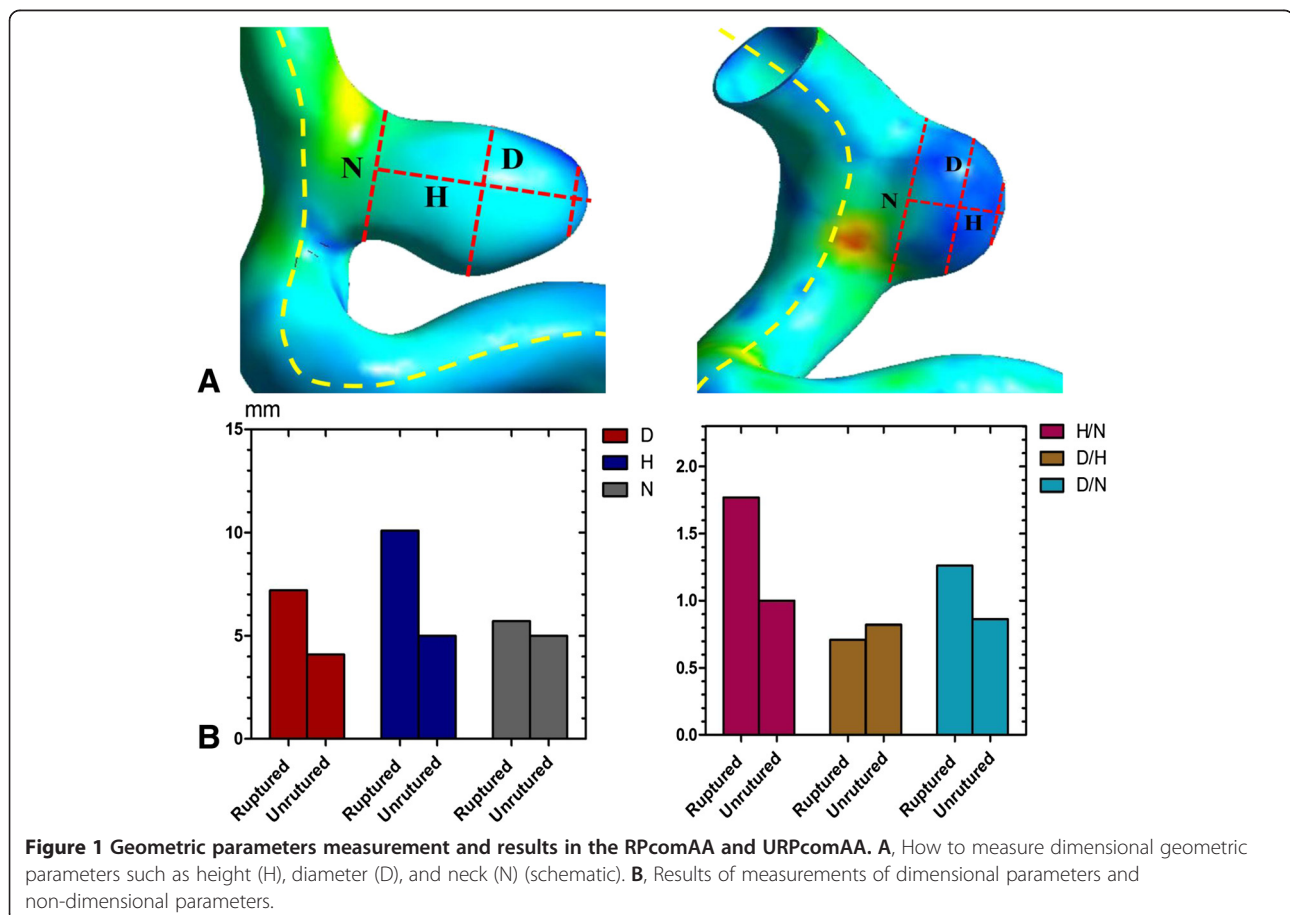 N
D
H
N
D
H
A
mm
15
10
5
0
D
H
N
Ruptured
Unrutured
Ruptured
Unrutured
Ruptured
Unrutured
2.0
1.5
1.0
0.5
0.0
H/N
D/H
D/N
Ruptured
Unrutured
Ruptured
Unrutured
Ruptured
Unrutured
B
Figure 1 Geometric parameters measurement and results in the RPcomAA and URPcomAA. A, How to measure dimensional geometric
parameters such as height (H), diameter (D), and neck (N) (schematic). B, Results of measurements of dimensional parameters and
non-dimensional parameters.